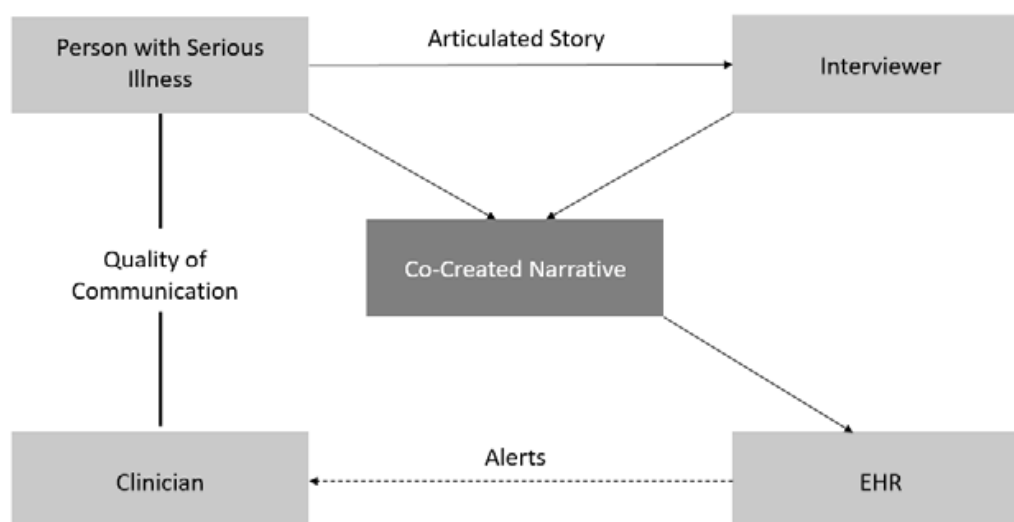 Person with Serious
Illness
Articulated Story
Interviewer
Co-Created Narrative
Quality of
Communication
Clinician
Alerts
EHR